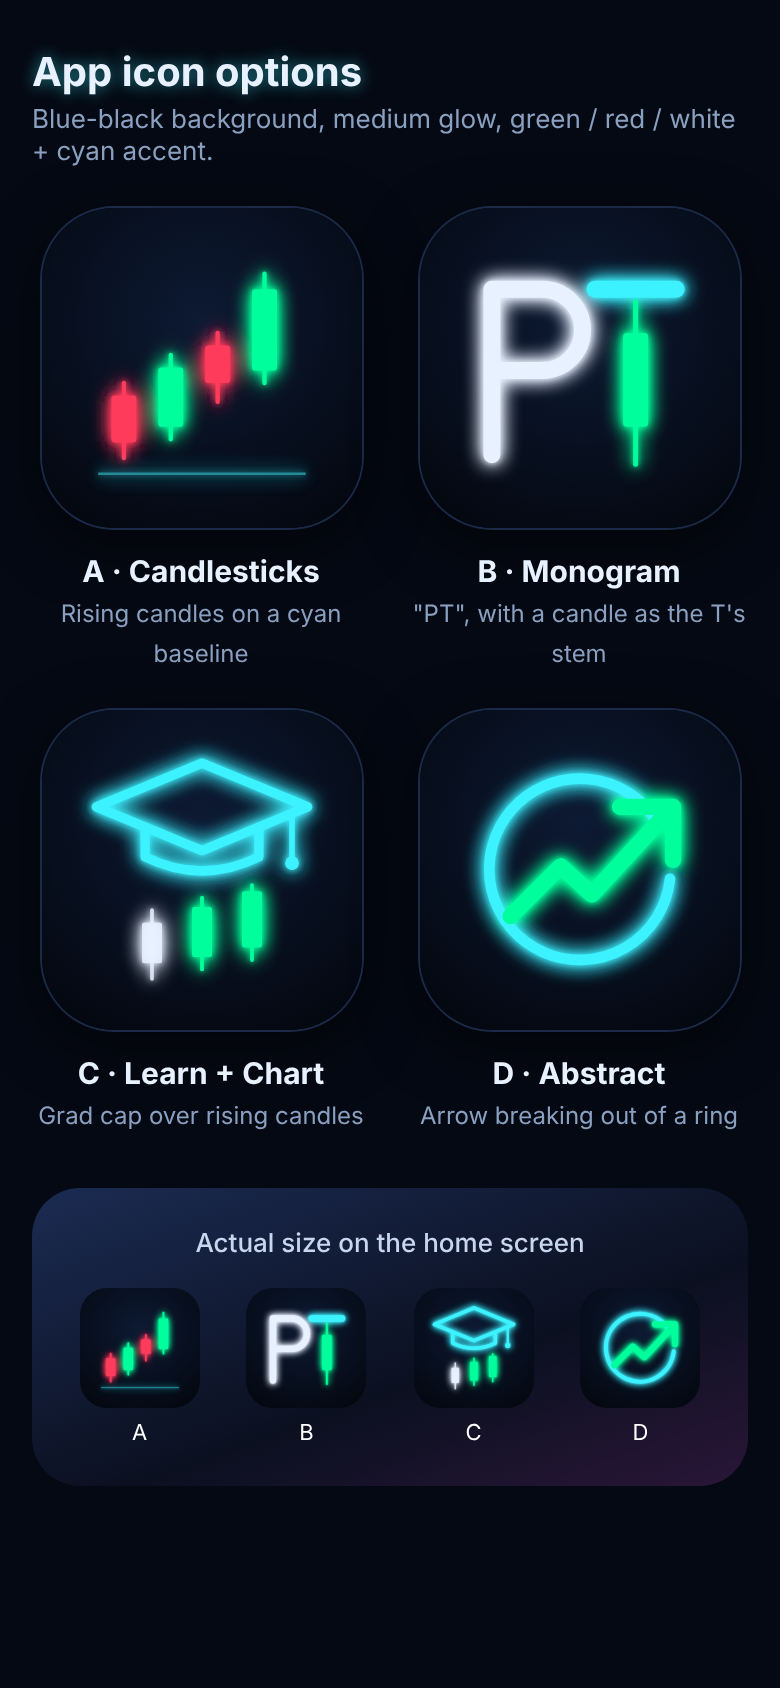 App icon options
Blue-black background, medium glow, green / red / white
+ cyan accent.
PT
A · Candlesticks
B · Monogram
Rising candles on a cyan
baseline
"PT", with a candle as the T's
stem
C · Learn + Chart
D · Abstract
Grad cap over rising candles
Arrow breaking out of a ring
Actual size on the home screen
PT
A
B
C
D